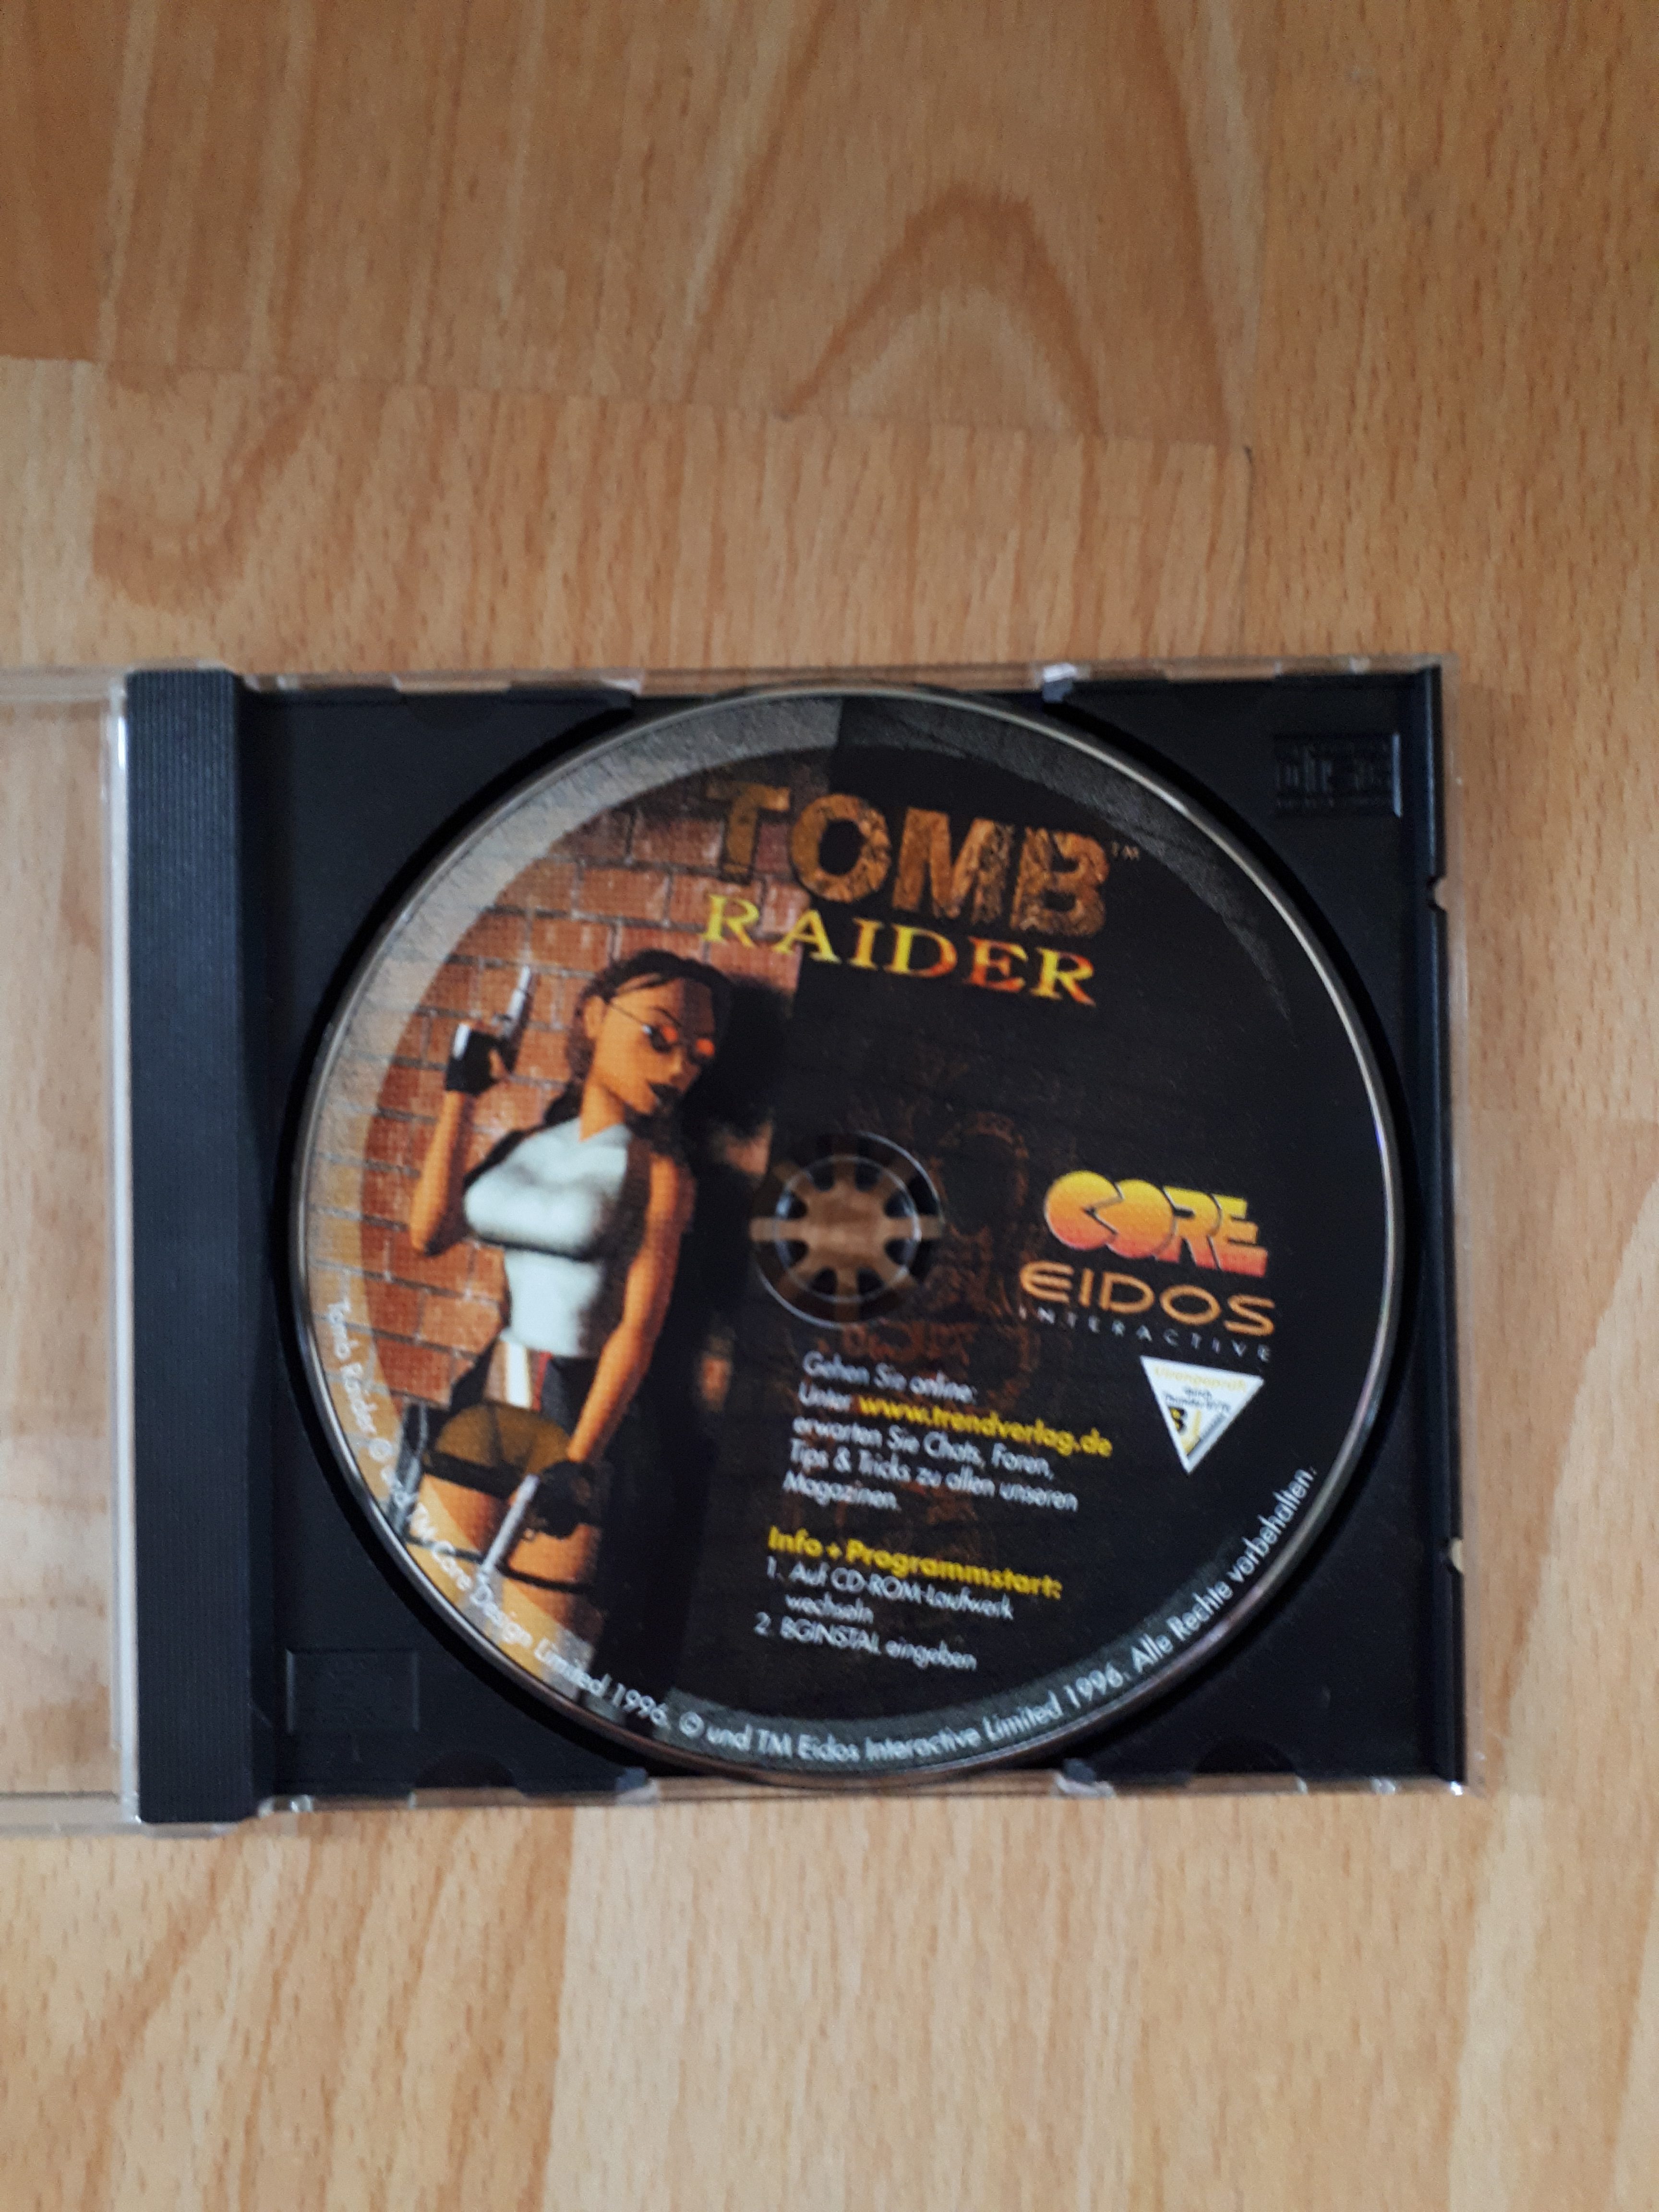 TOMB™
RAIDER
CORE
EIDOS
INTERACTIVE
Gehen Sie online:
Unter www.trendverlag.de
erwarten Sie Chats, Foren,
Tips & Tricks zu allen unseren
Magazinen.
Info + Programmstart:
1. Auf CD-ROM-Laufwerk
wechseln
2. BGINSTAL eingeben
Tomb Raider © und TM Core Design Limited 1996. © und TM Eidos Interactive Limited 1996. Alle Rechte vorbehalten.